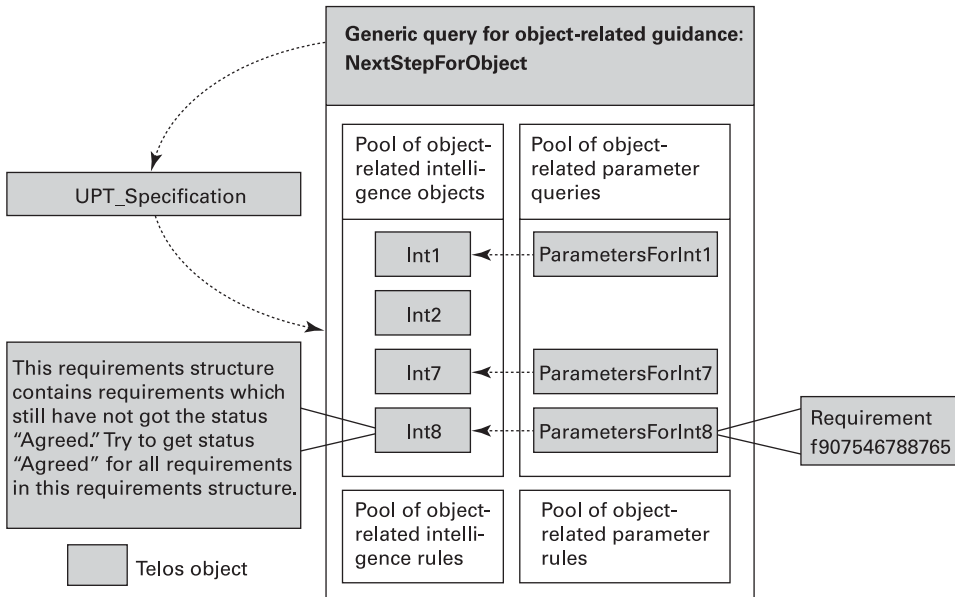 Generic query for object-related guidance:
NextStepForObject
Pool of object-
related intelli-
gence objects
Pool of object-
related parameter
queries
UPT_Specification
Int1
ParametersForInt1
Int2
Int7
ParametersForInt7
Int8
ParametersForInt8
This requirements structure
contains requirements which
still have not got the status
“Agreed.” Try to get status
“Agreed” for all requirements
in this requirements structure.
Requirement
f907546788765
Pool of object-
related intelli-
gence rules
Pool of object-
related parameter
rules
Telos object